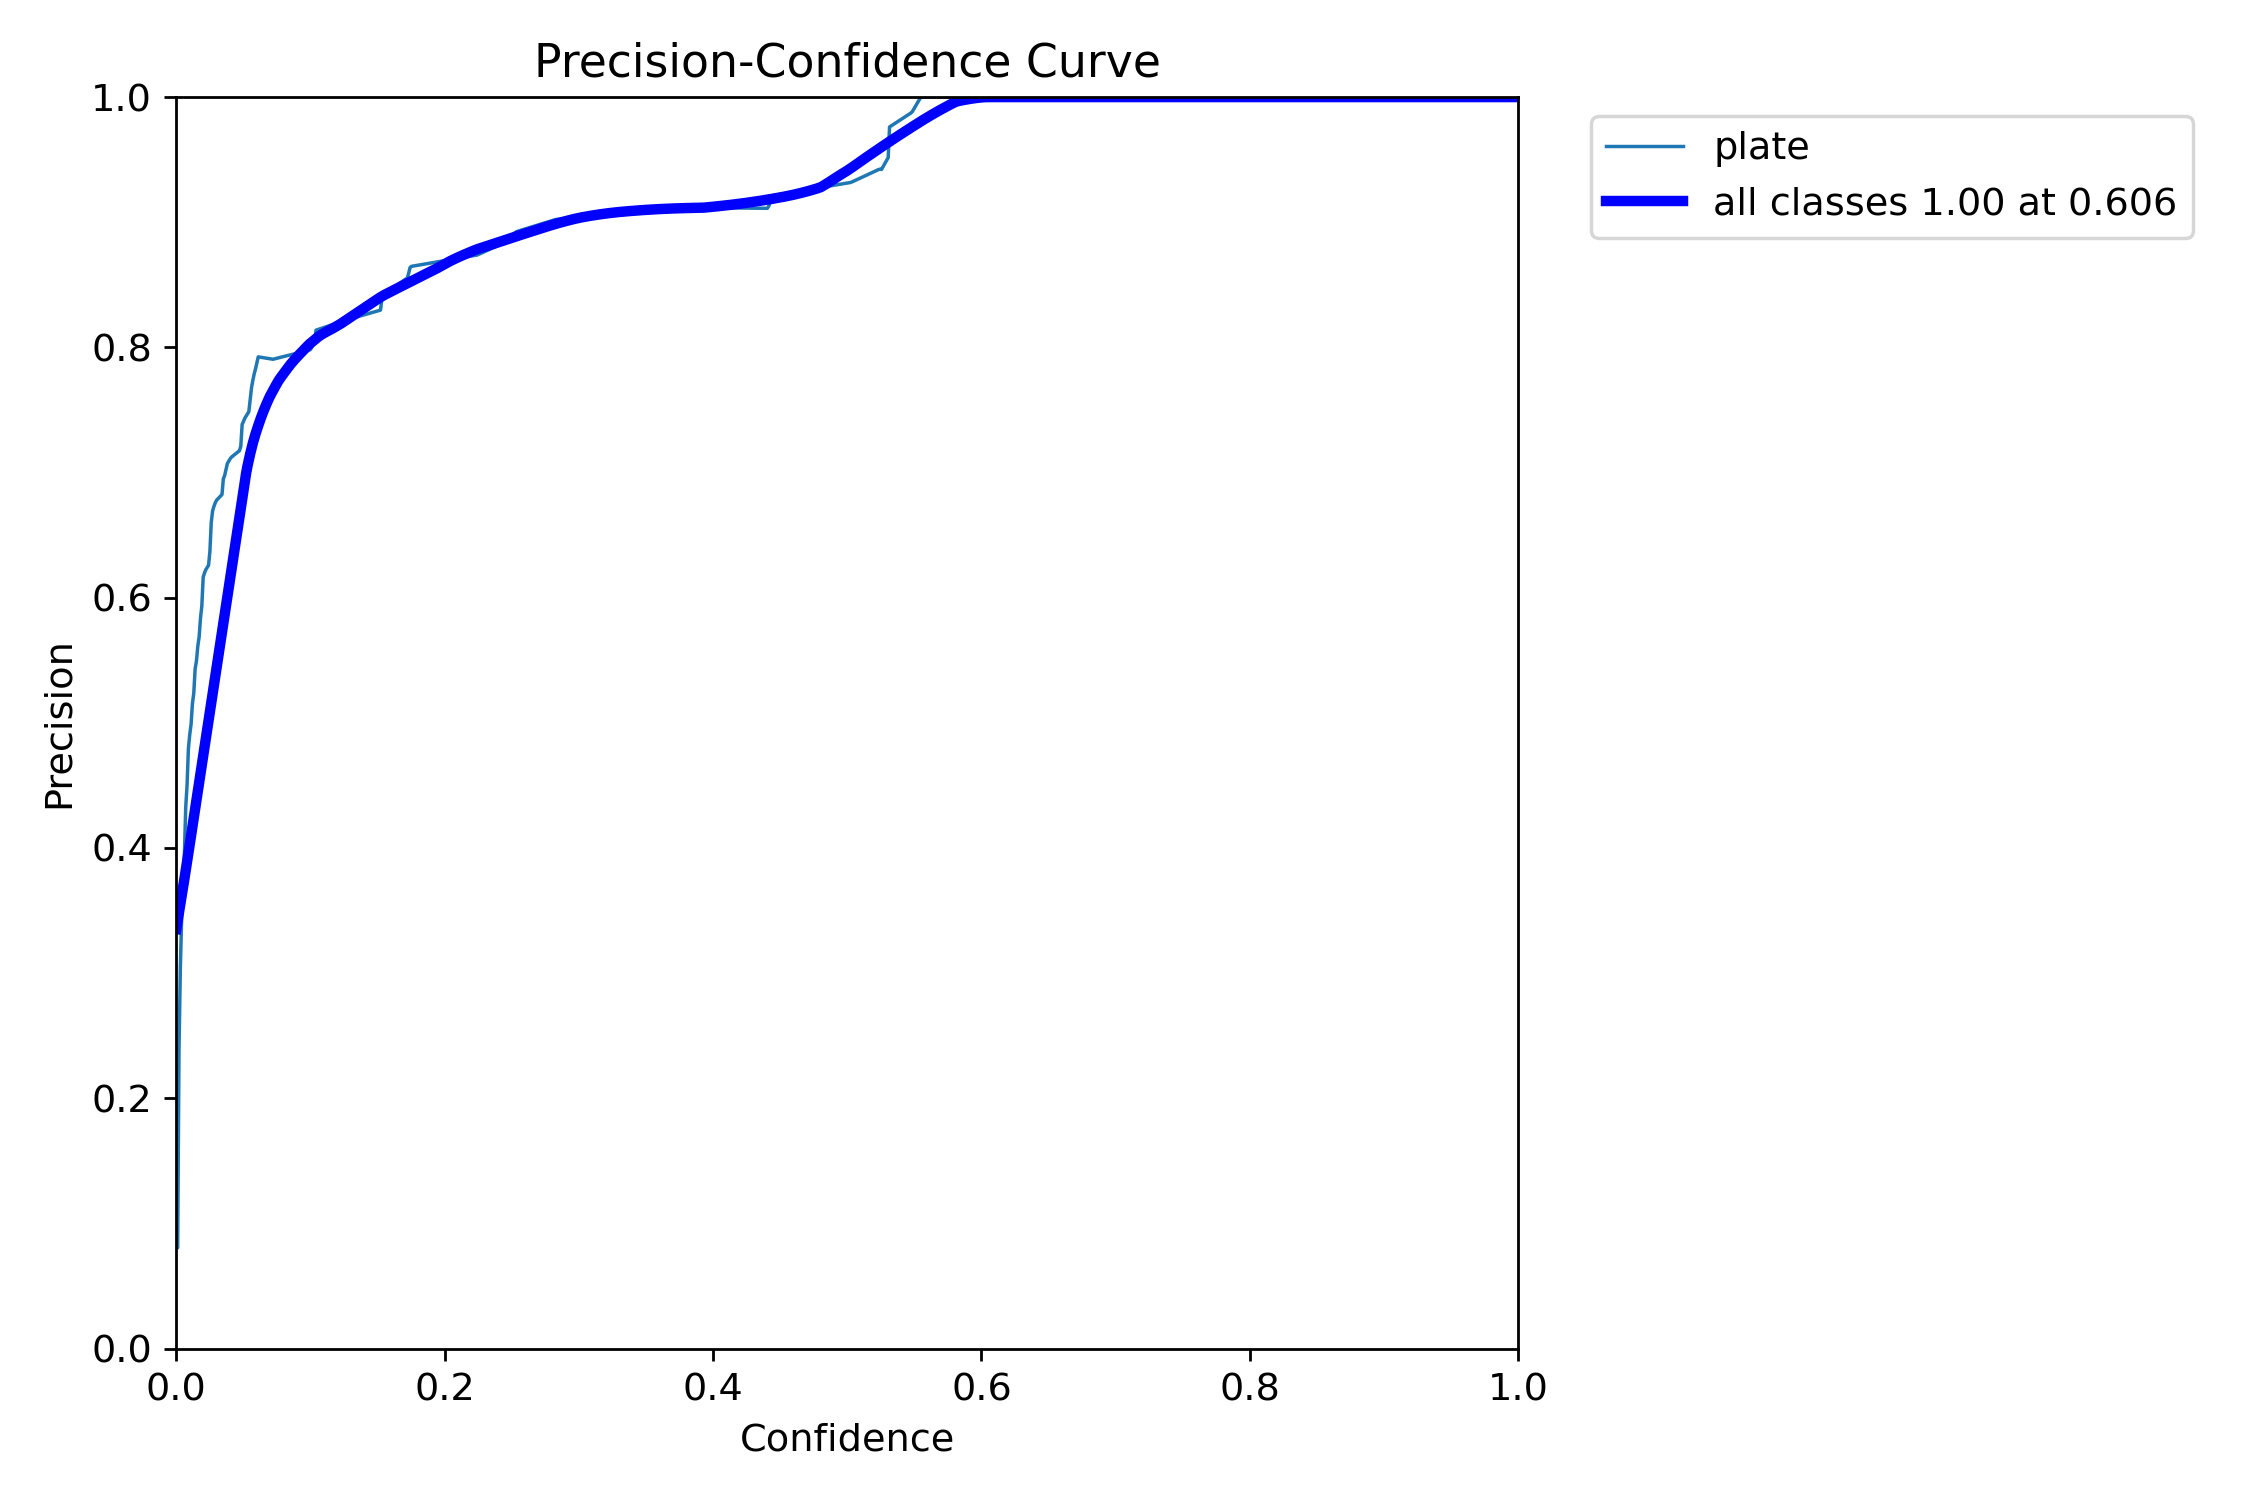 Precision-Confidence Curve
plate
all classes 1.00 at 0.606
Precision
1.0
0.8
0.6
0.4
0.2
0.0
0.0 0.2 0.4 0.6 0.8 1.0
Confidence